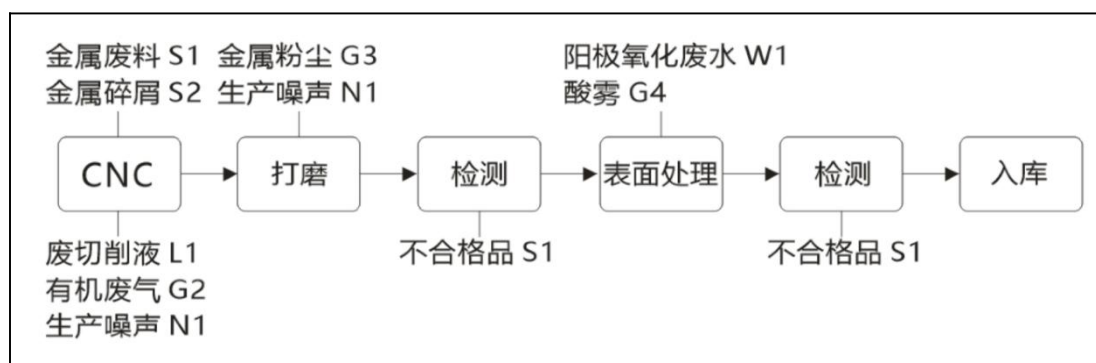 金属废料 S1
金属碎屑 S2
金属粉尘 G3
生产噪声 N1
阳极氧化废水 W1
酸雾 G4
CNC
打磨
检测
表面处理
检测
入库
废切削液 L1
有机废气 G2
生产噪声 N1
不合格品 S1
不合格品 S1